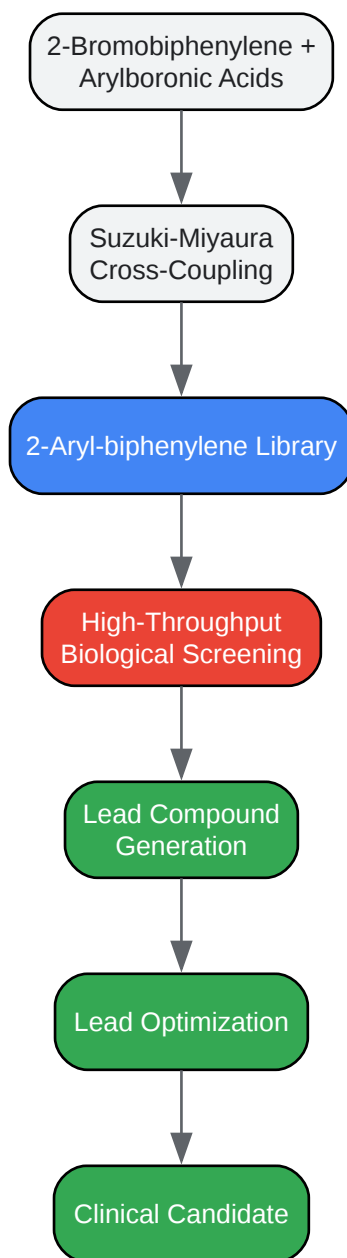 2-Bromobiphenylene +
Arylboronic Acids
Suzuki-Miyaura
Cross-Coupling
2-Aryl-biphenylene Library
High-Throughput
Biological Screening
Lead Compound
Generation
Lead Optimization
Clinical Candidate